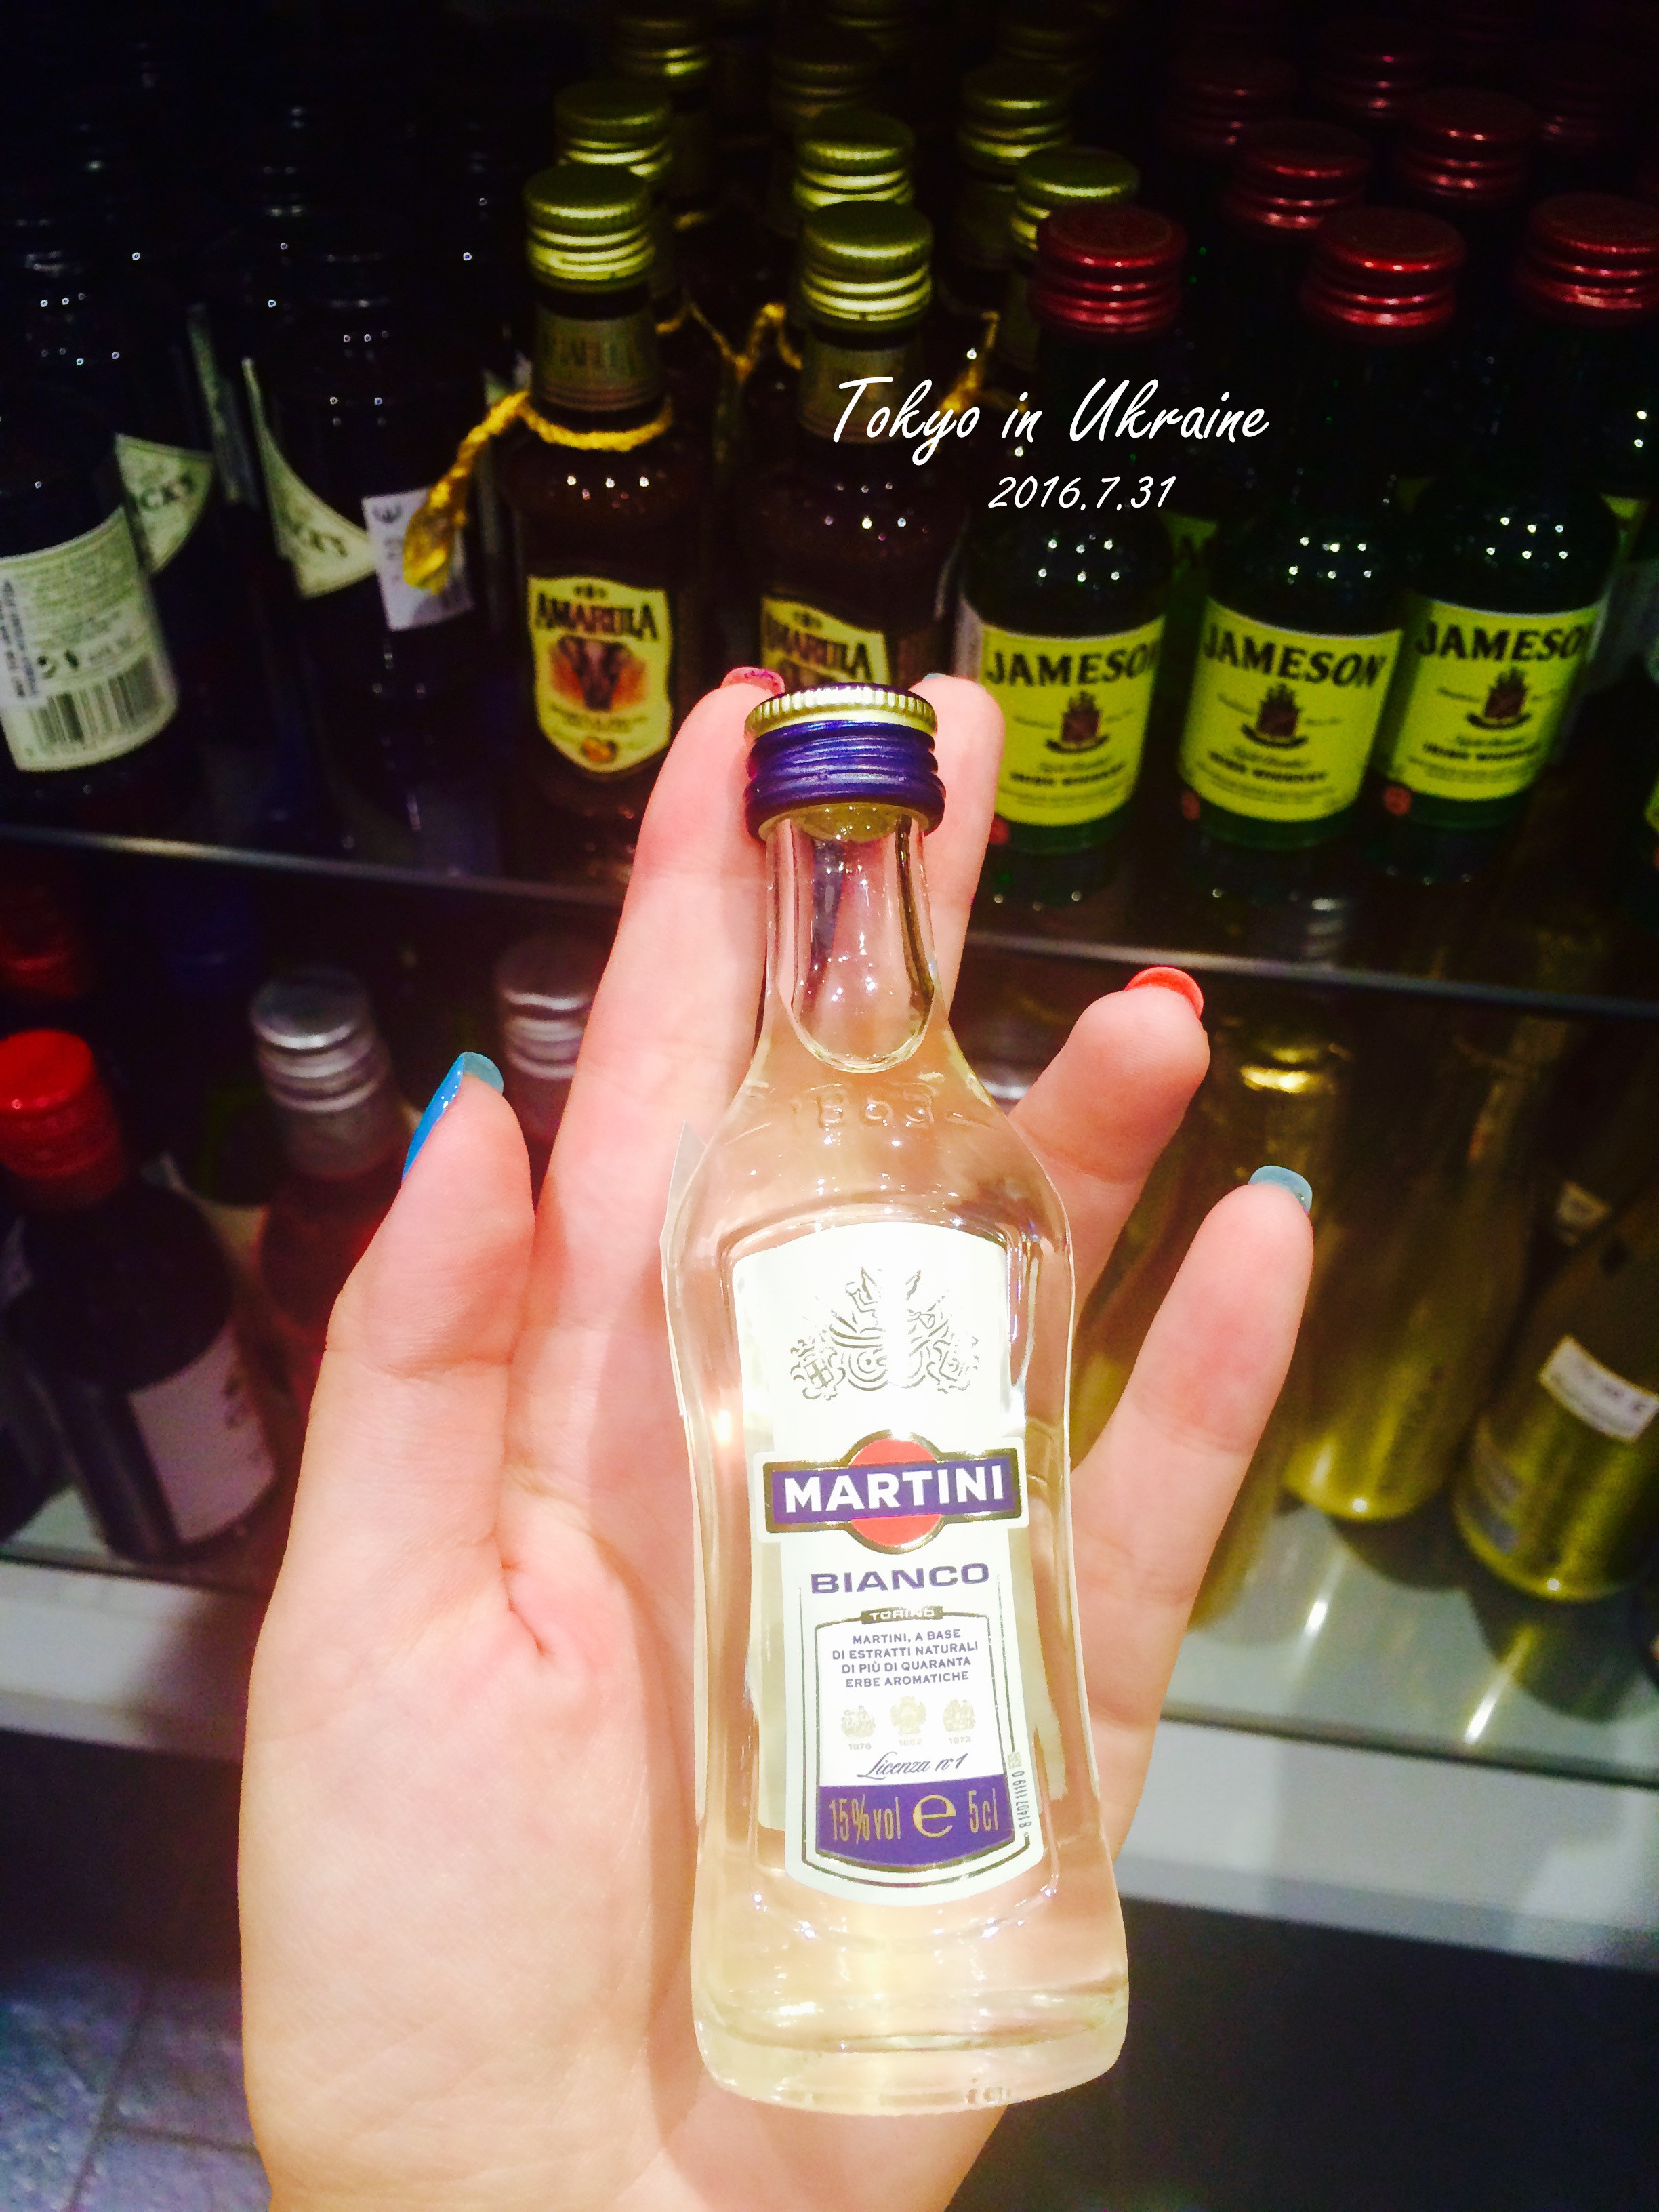 Tokyo in Ukraine
2016.7.31
AMARULA
AMARULA
JAMESON
JAMESON
JAMESON
1863
MARTINI
BIANCO
TORINO
MARTINI, A BASE
DI ESTRATTI NATURALI
DI PIÙ DI QUARANTA
ERBE AROMATICHE
Licenza n°1
15%vol e 5cl